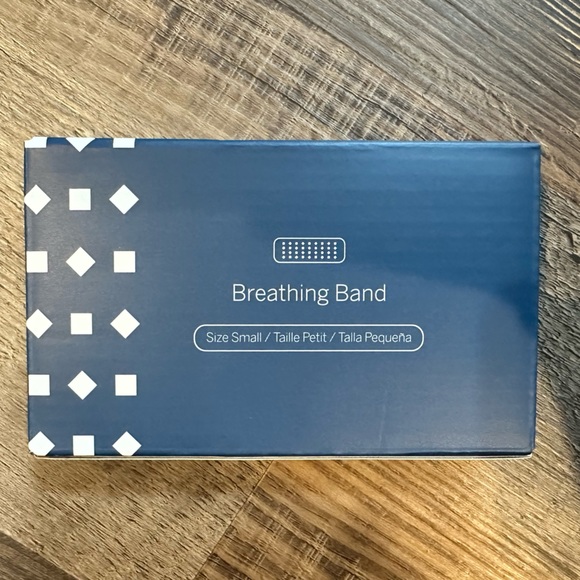 Breathing Band
Size Small / Taille Petit / Talla Pequeña